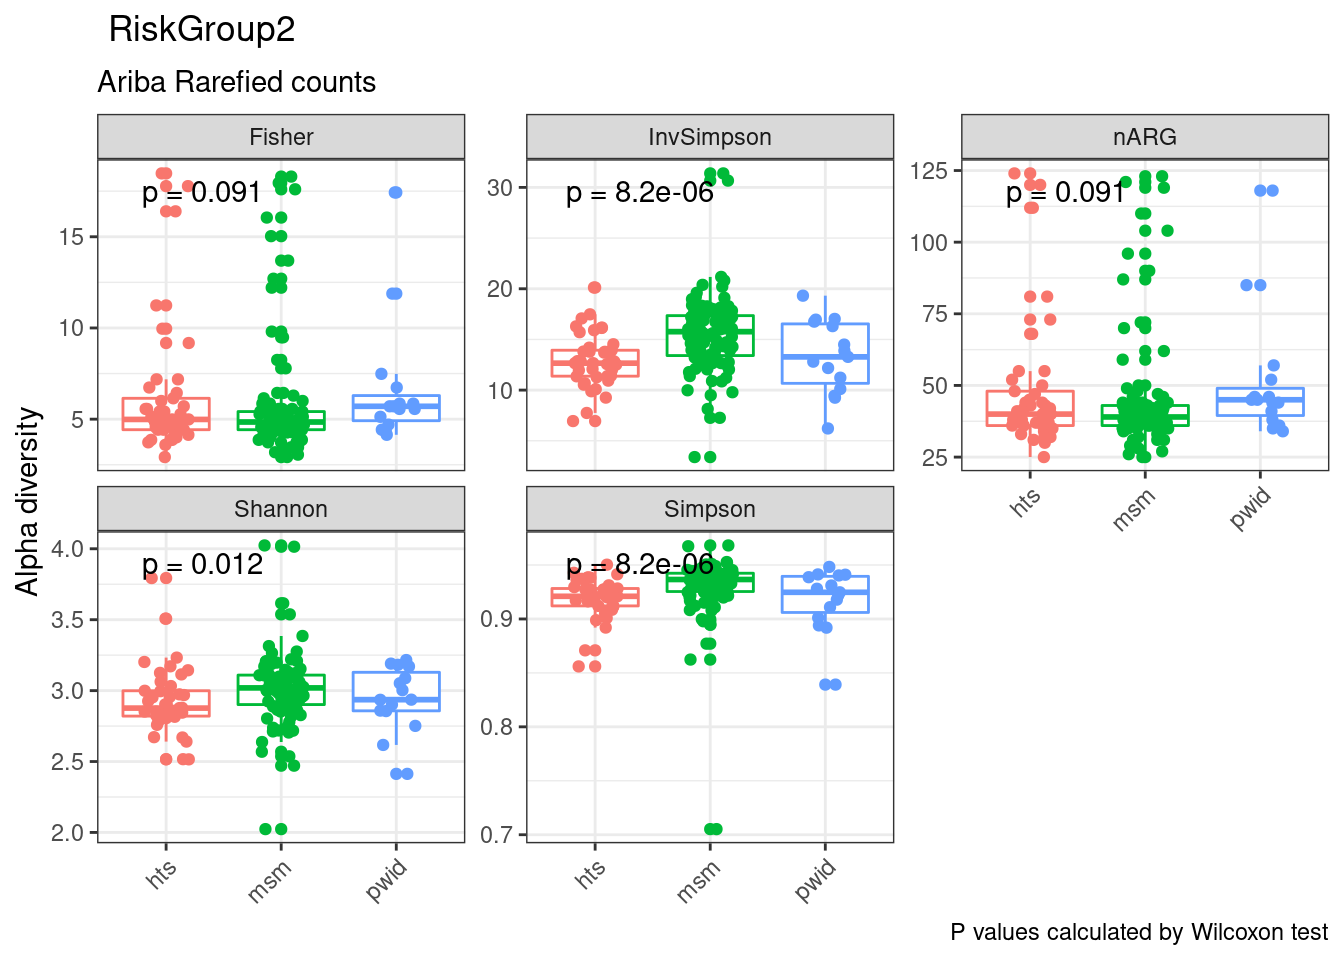 RiskGroup2
Ariba Rarefied counts
Alpha diversity
Fisher
p = 0.091
15
10
5
InvSimpson
p = 8.2e-06
30
20
10
nARG
p = 0.091
125
100
75
50
25
hts
msm
pwid
Shannon
p = 0.012
4.0
3.5
3.0
2.5
2.0
hts
msm
pwid
Simpson
p = 8.2e-06
0.9
0.8
0.7
hts
msm
pwid
P values calculated by Wilcoxon test